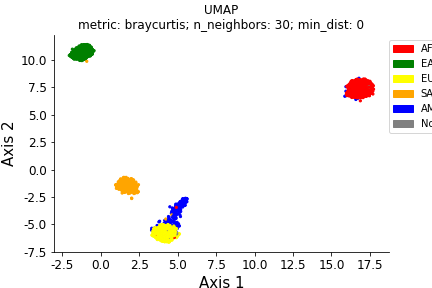 UMAP
metric: braycurtis; n_neighbors: 30; min_dist: 0
AF
EA
EU
SA
AM
No
Axis 2
10.0
7.5
5.0
2.5
0.0
-2.5
-5.0
-7.5
-2.5 0.0 2.5 5.0 7.5 10.0 12.5 15.0 17.5
Axis 1